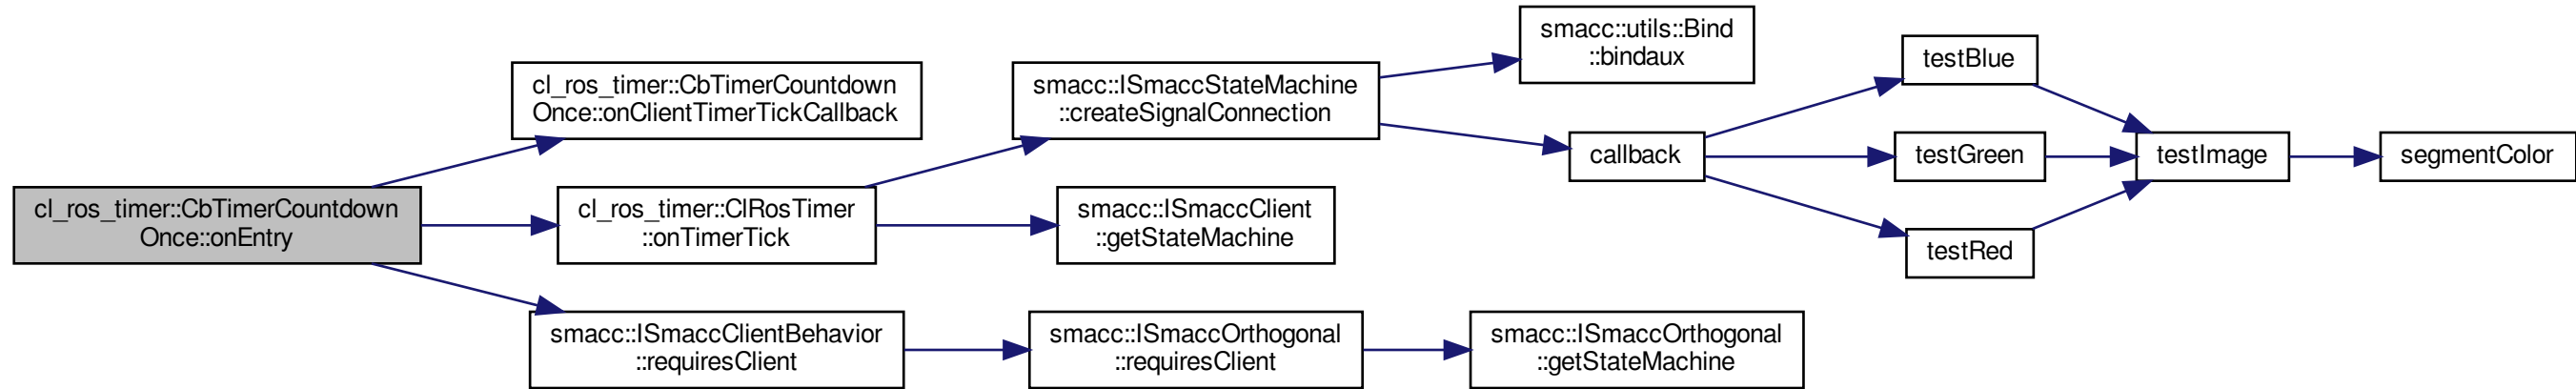 cl_ros_timer::CbTimerCountdown
Once::onEntry
cl_ros_timer::CbTimerCountdown
Once::onClientTimerTickCallback
cl_ros_timer::ClRosTimer
::onTimerTick
smacc::ISmaccClientBehavior
::requiresClient
smacc::ISmaccStateMachine
::createSignalConnection
smacc::ISmaccClient
::getStateMachine
smacc::ISmaccOrthogonal
::requiresClient
smacc::utils::Bind
::bindaux
callback
smacc::ISmaccOrthogonal
::getStateMachine
testBlue
testGreen
testRed
testImage
segmentColor